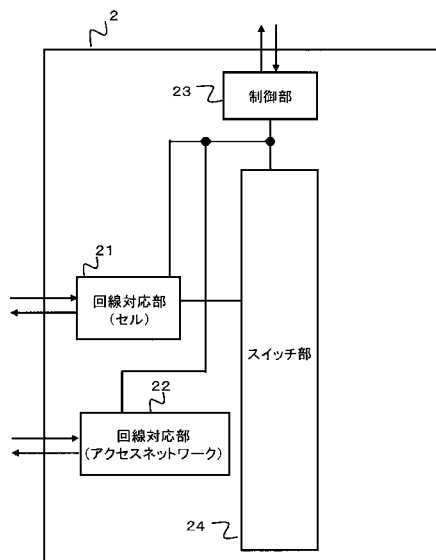 2
23
制御部
21
回線対応部
(セル)
スイッチ部
22
回線対応部
(アクセスネットワーク)
24